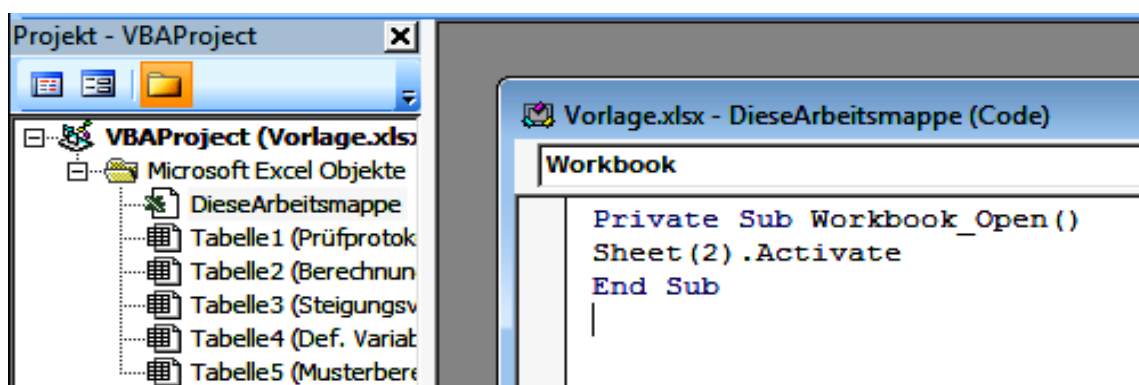 Projekt - VBAProject
VBAProject (Vorlage.xlsx
Microsoft Excel Objekte
DieseArbeitsmappe
Tabelle1 (Prüfprotok
Tabelle2 (Berechnun
Tabelle3 (Steigungsv
Tabelle4 (Def. Variab
Tabelle5 (Musterbere
Vorlage.xlsx - DieseArbeitsmappe (Code)
Workbook
Private Sub Workbook_Open()
Sheet(2).Activate
End Sub